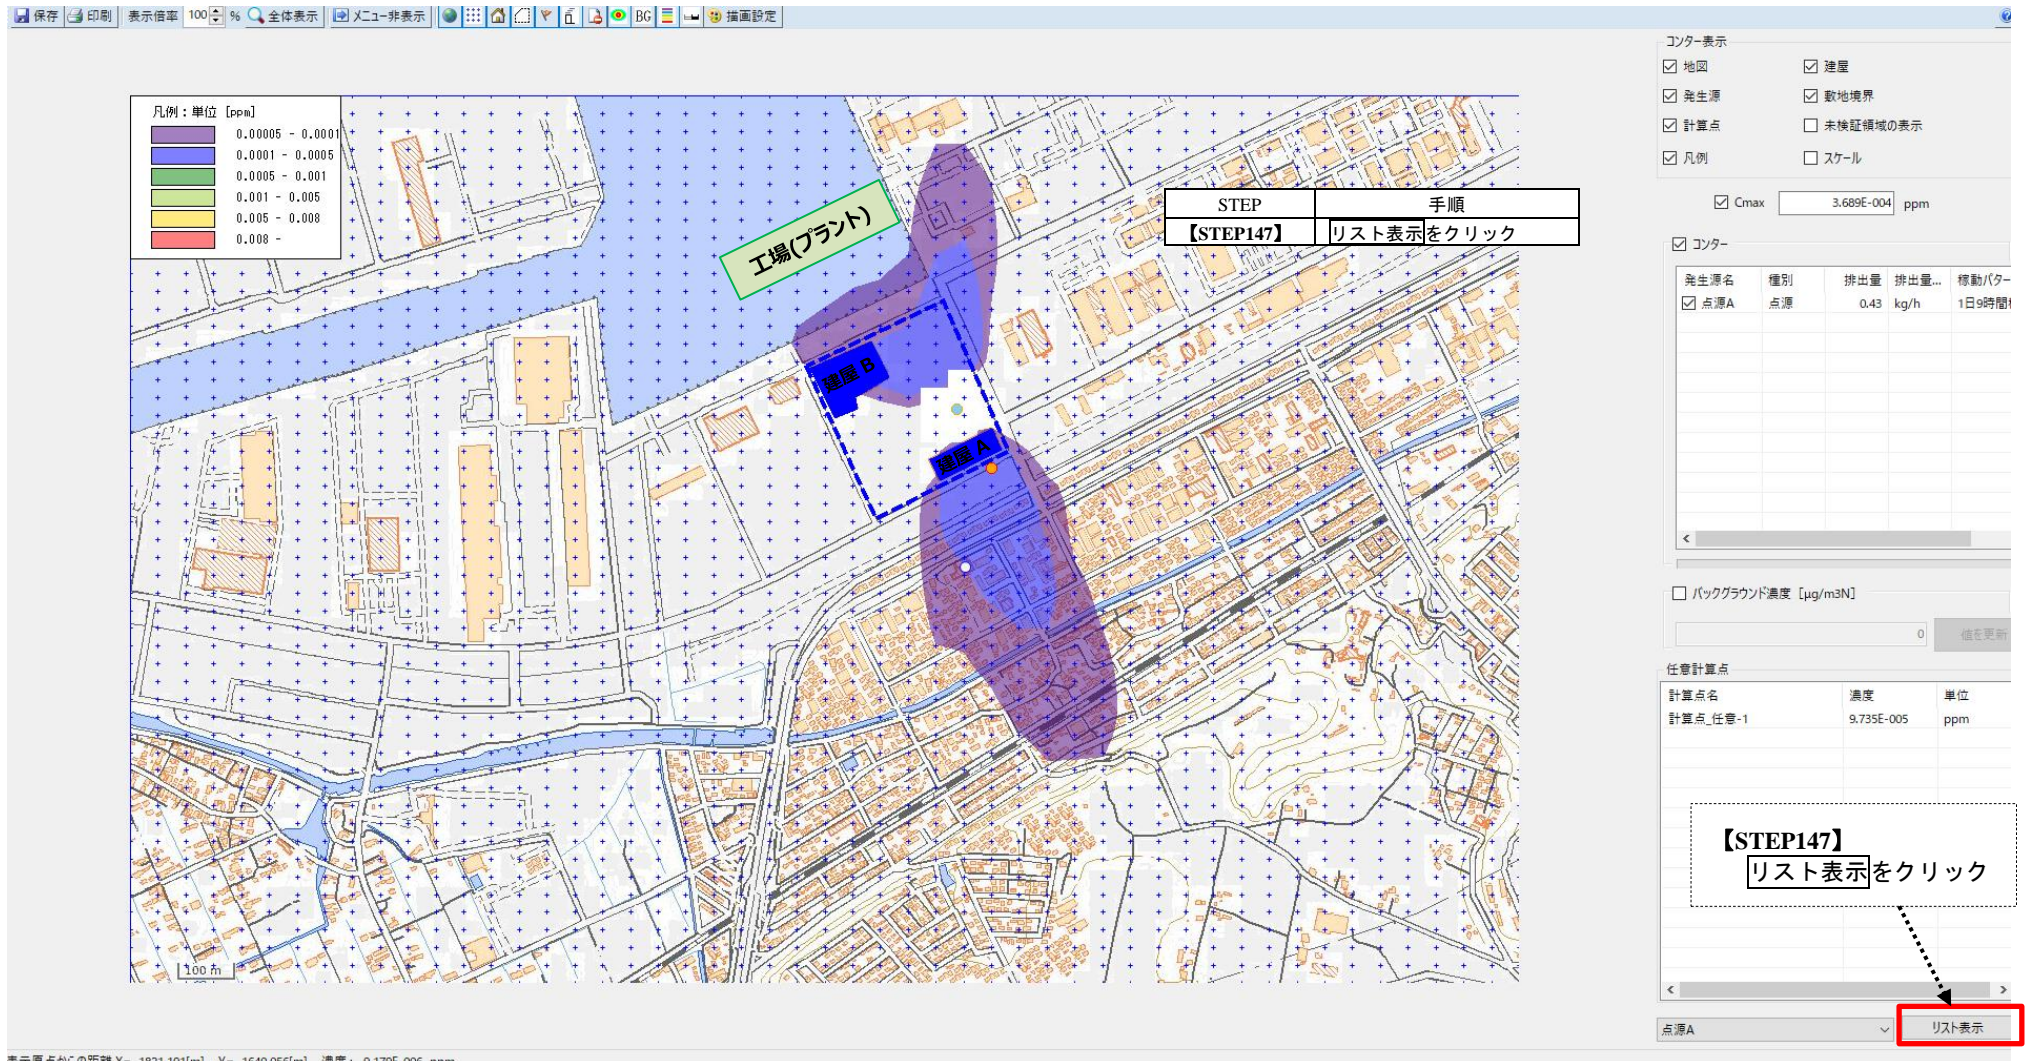 保存 印刷 表示倍率 100 % 全体表示 メニュー非表示 BG 描画設定
コンター表示
地図 建屋
発生源 敷地境界
計算点 未検証領域の表示
凡例 スケール
Cmax 3.689E-004 ppm
コンター
発生源名 種別 排出量 排出量... 稼動パター
点源A 点源 0.43 kg/h 1日9時間
バックグラウンド濃度 [μg/m3N]
0 値を更新
任意計算点
計算点名 濃度 単位
計算点_任意-1 9.735E-005 ppm
凡例：単位 [ppm]
0.00005 - 0.0001
0.0001 - 0.0005
0.0005 - 0.001
0.001 - 0.005
0.005 - 0.008
0.008 -
工場(プラント)
STEP 手順
【STEP147】 リスト表示をクリック
建屋 B
建屋 A
100 m
【STEP147】
リスト表示をクリック
点源A リスト表示